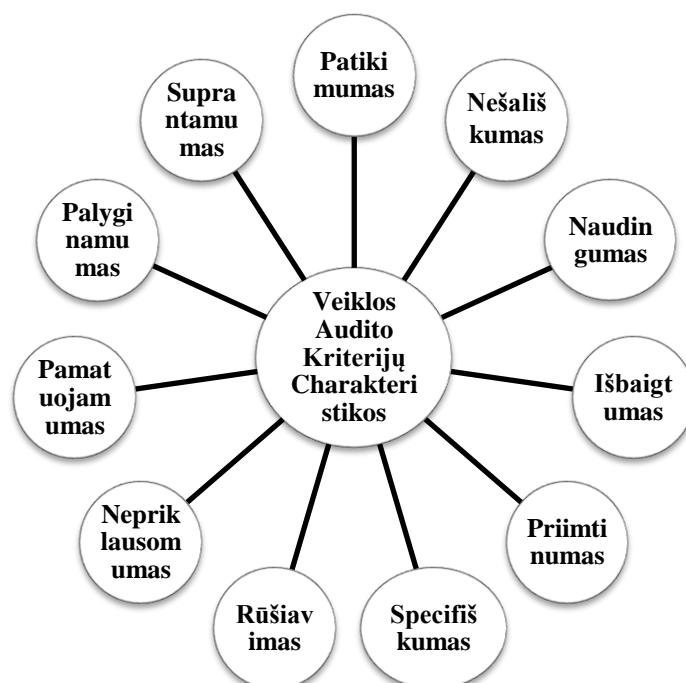 Patiki
mumas
Nešališ
kumas
Naudin
gumas
Išbaigt
umas
Priimti
numas
Specifiš
kumas
Rūšiav
imas
Neprik
lausom
umas
Pamat
uojam
umas
Palygi
namu
mas
Supra
ntamu
mas
Veiklos
Audito
Kriterijų
Charakteri
stikos